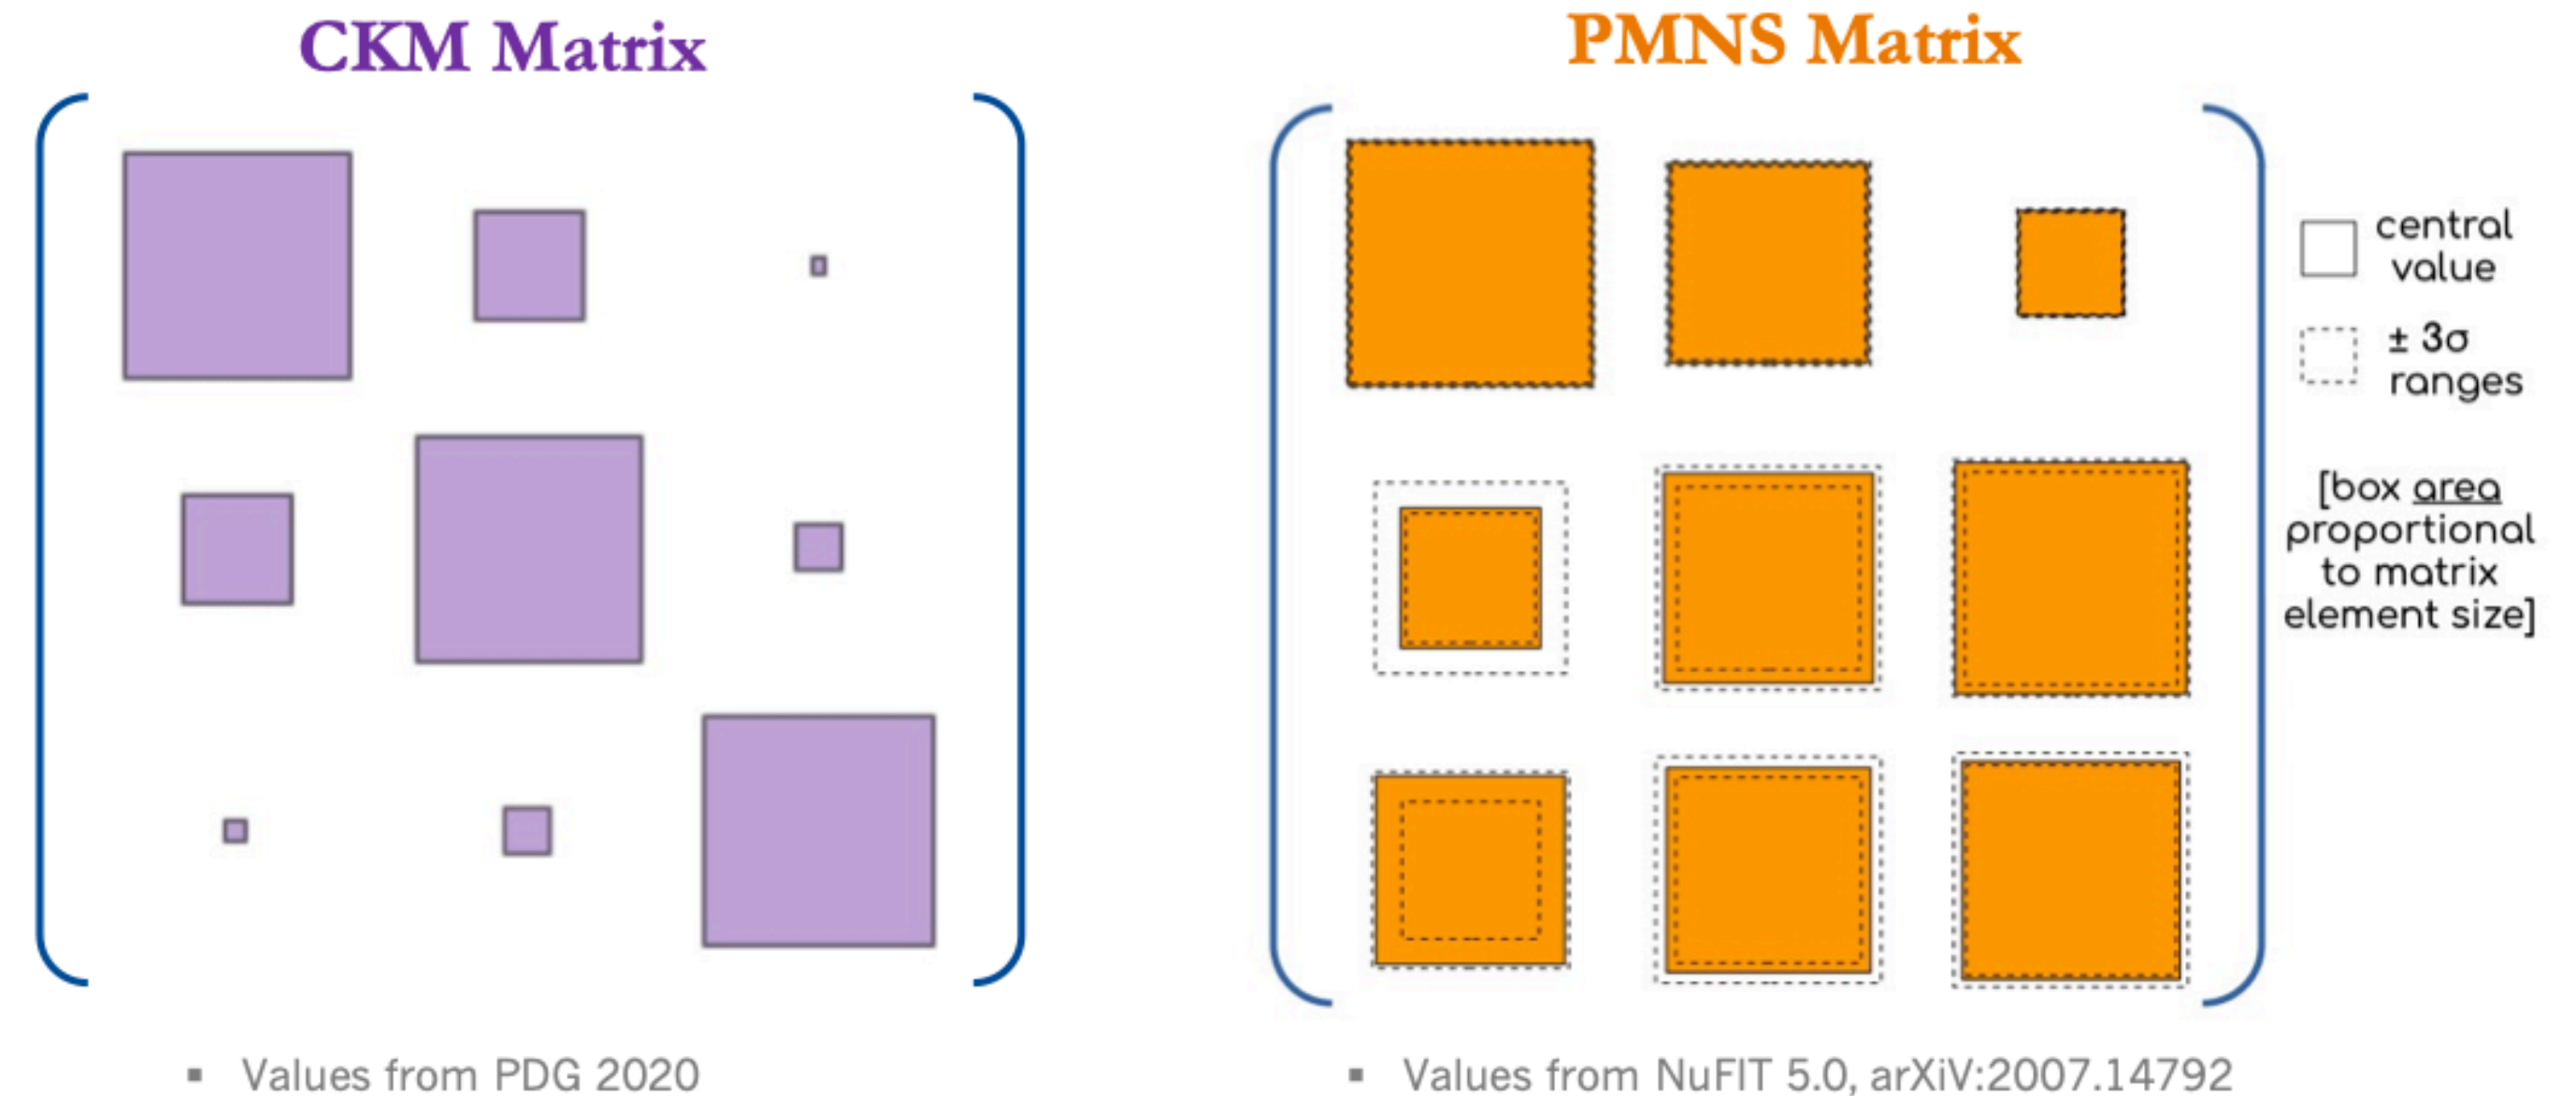 CKM Matrix
PMNS Matrix
central
value
± 3σ
ranges
[box area
proportional
to matrix
element size]
▪ Values from PDG 2020
▪ Values from NuFIT 5.0, arXiV:2007.14792